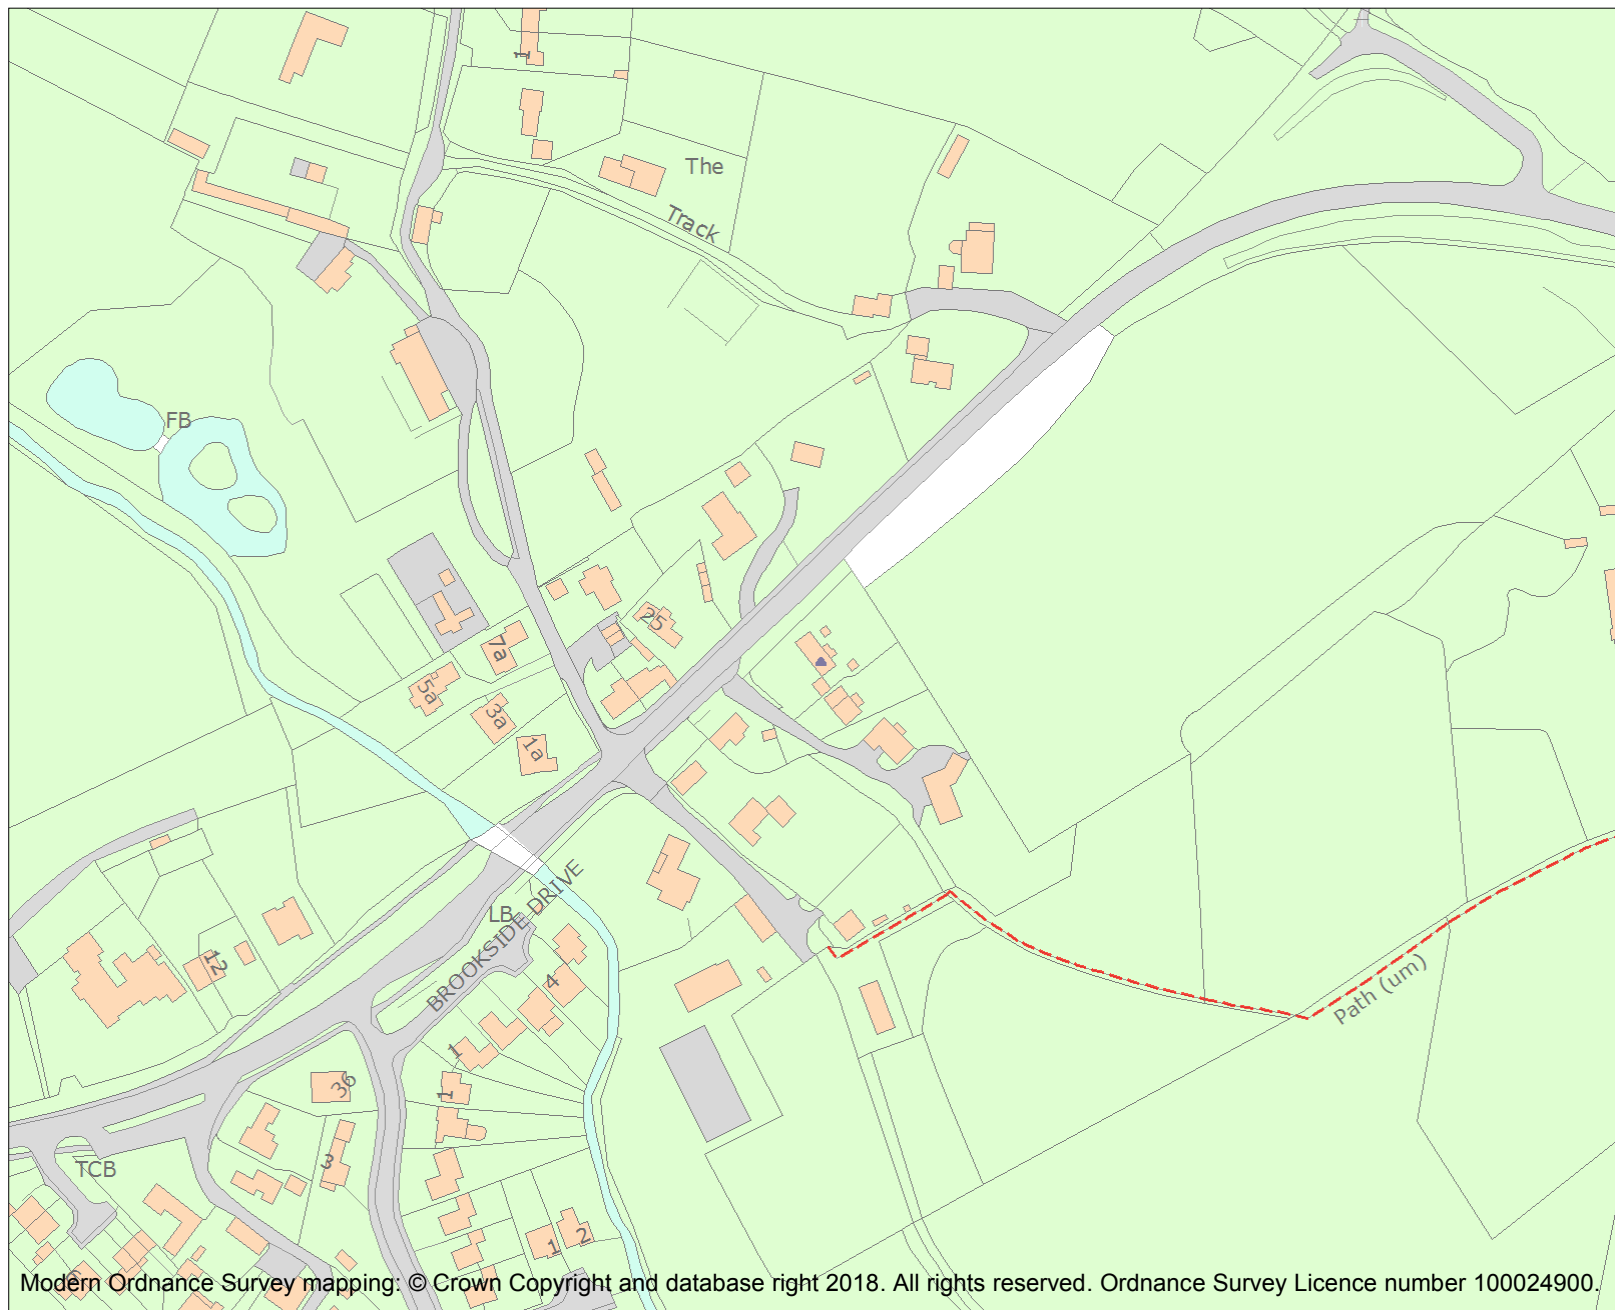 1
The
Track
FB
25
7a
5a
3a
1a
LB
BROOKSIDE DRIVE
12
4
1
Path (um)
36
1
3
TCB
1
2
Modern Ordnance Survey mapping: © Crown Copyright and database right 2018. All rights reserved. Ordnance Survey Licence number 100024900.